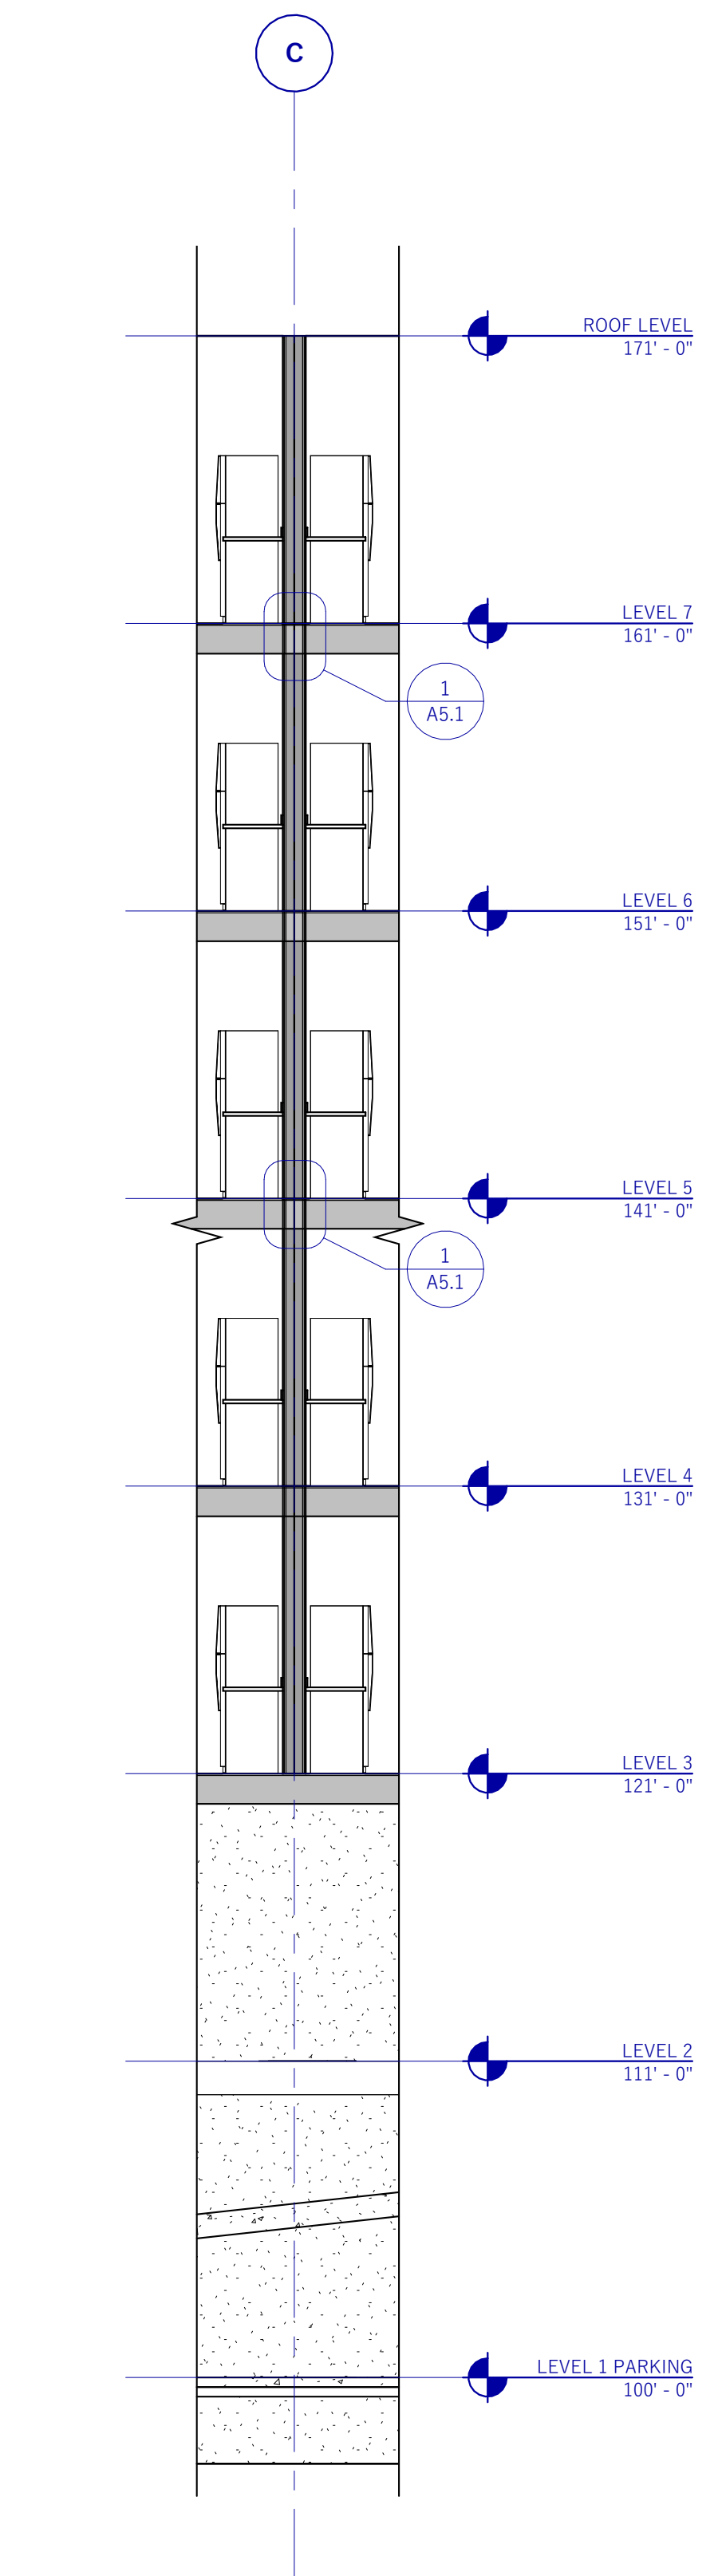 C
ROOF LEVEL
171' - 0"
LEVEL 7
161' - 0"
1
A5.1
LEVEL 6
151' - 0"
LEVEL 5
141' - 0"
1
A5.1
LEVEL 4
131' - 0"
LEVEL 3
121' - 0"
LEVEL 2
111' - 0"
LEVEL 1 PARKING
100' - 0"